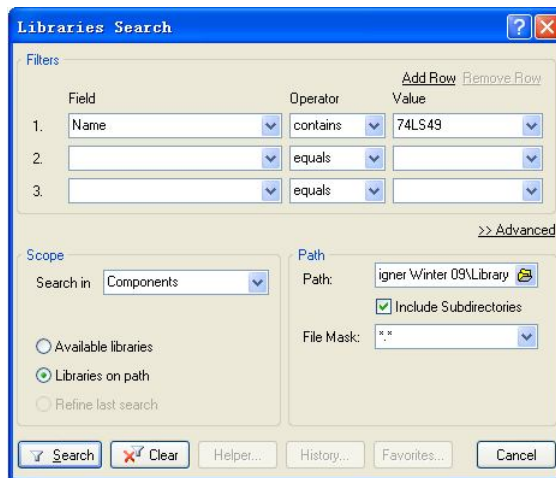 Libraries Search
Filters
Add Row Remove Row
Field Operator Value
1. Name contains 74LS49
2. equals
3. equals
>> Advanced
Scope
Search in Components
Available libraries
Libraries on path
Refine last search
Path
Path: igner Winter 09\Library
Include Subdirectories
File Mask: *.*
Search Clear Helper... History... Favorites... Cancel